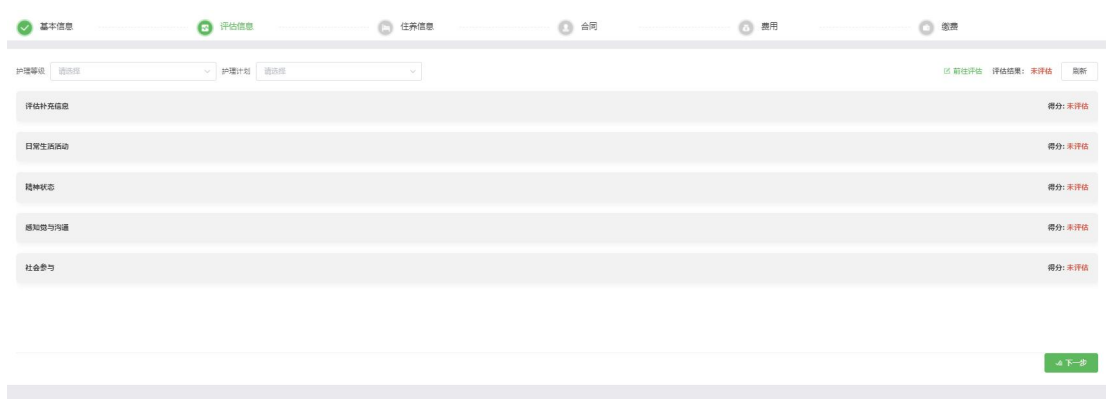 基本信息 评估信息 住养信息 合同 费用 缴费
护理等级 请选择 护理计划 请选择 前往评估 评估结果: 未评估 刷新
评估补充信息 得分: 未评估
日常生活活动 得分: 未评估
精神状态 得分: 未评估
感知觉与沟通 得分: 未评估
社会参与 得分: 未评估
下一步